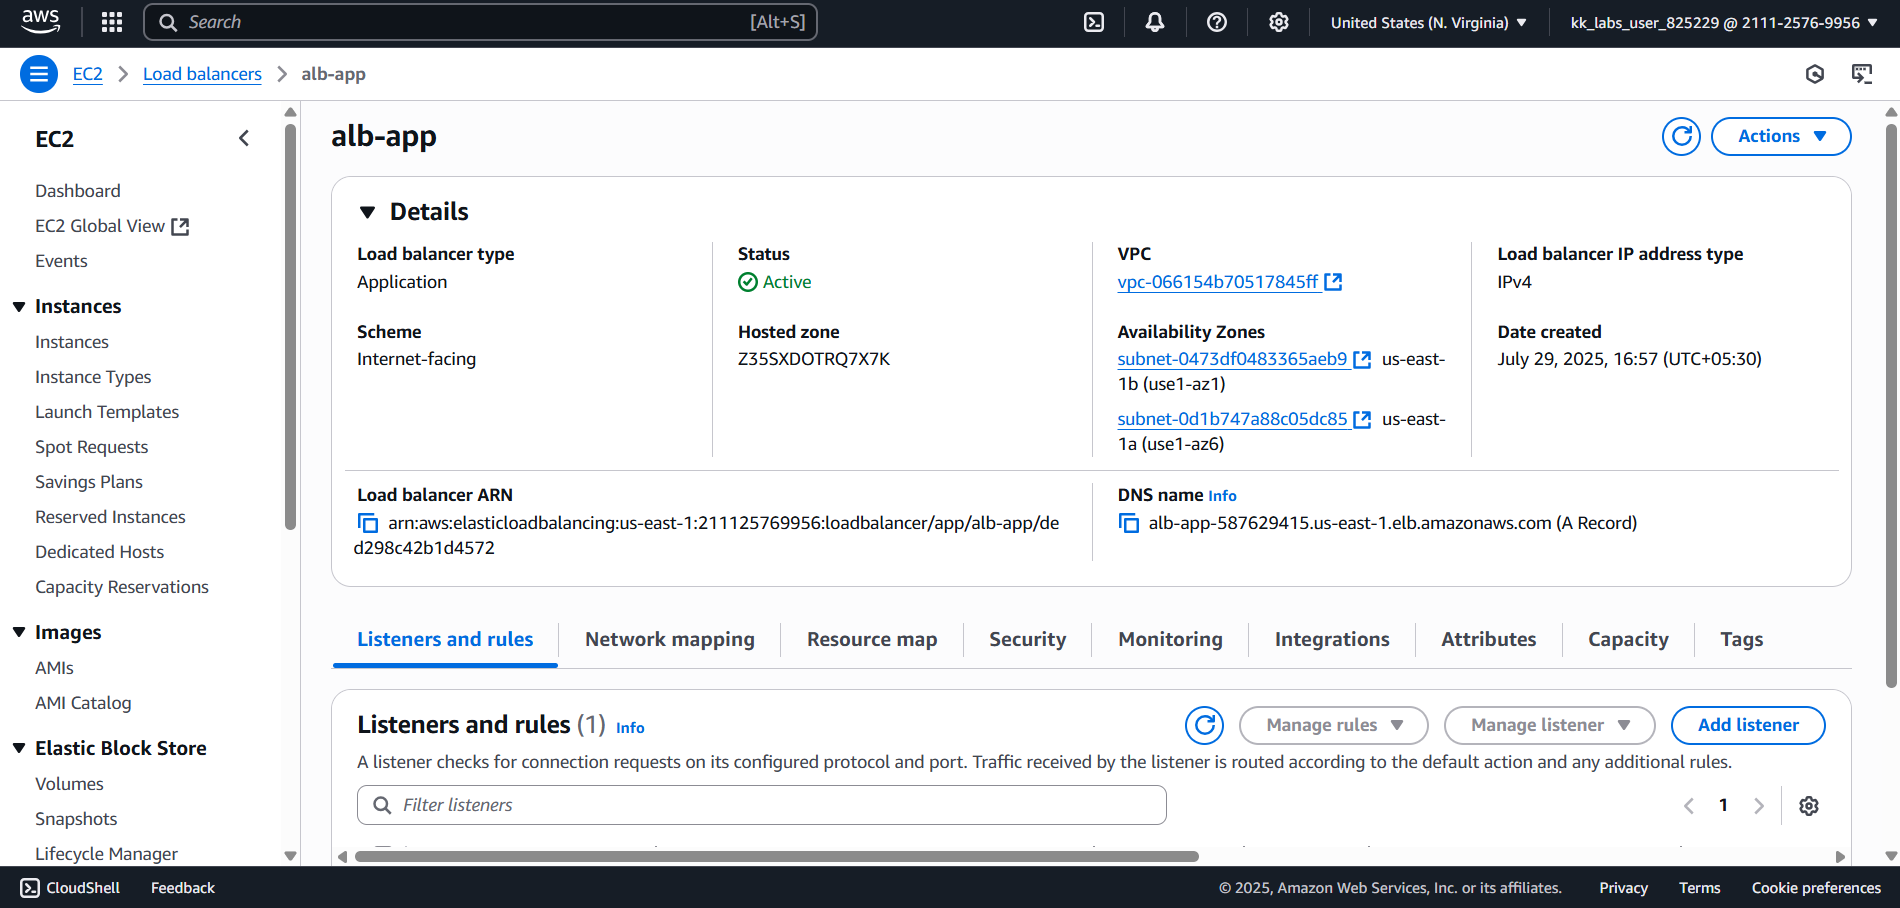 aws
Search
[Alt+S]
United States (N. Virginia)
kk_labs_user_825229 @ 2111-2576-9956
EC2
Load balancers
alb-app
EC2
Dashboard
EC2 Global View
Events
Instances
Instances
Instance Types
Launch Templates
Spot Requests
Savings Plans
Reserved Instances
Dedicated Hosts
Capacity Reservations
Images
AMIs
AMI Catalog
Elastic Block Store
Volumes
Snapshots
Lifecycle Manager
alb-app
Actions
Details
Load balancer type
Application
Status
Active
VPC
vpc-066154b70517845ff
Load balancer IP address type
IPv4
Scheme
Internet-facing
Hosted zone
Z35SXDOTRQ7X7K
Availability Zones
subnet-0473df0483365aeb9 us-east-
1b (use1-az1)
subnet-0d1b747a88c05dc85 us-east-
1a (use1-az6)
Date created
July 29, 2025, 16:57 (UTC+05:30)
Load balancer ARN
arn:aws:elasticloadbalancing:us-east-1:211125769956:loadbalancer/app/alb-app/de
d298c42b1d4572
DNS name Info
alb-app-587629415.us-east-1.elb.amazonaws.com (A Record)
Listeners and rules
Network mapping
Resource map
Security
Monitoring
Integrations
Attributes
Capacity
Tags
Listeners and rules (1) Info
Manage rules
Manage listener
Add listener
A listener checks for connection requests on its configured protocol and port. Traffic received by the listener is routed according to the default action and any additional rules.
Filter listeners
1
CloudShell
Feedback
© 2025, Amazon Web Services, Inc. or its affiliates.
Privacy
Terms
Cookie preferences